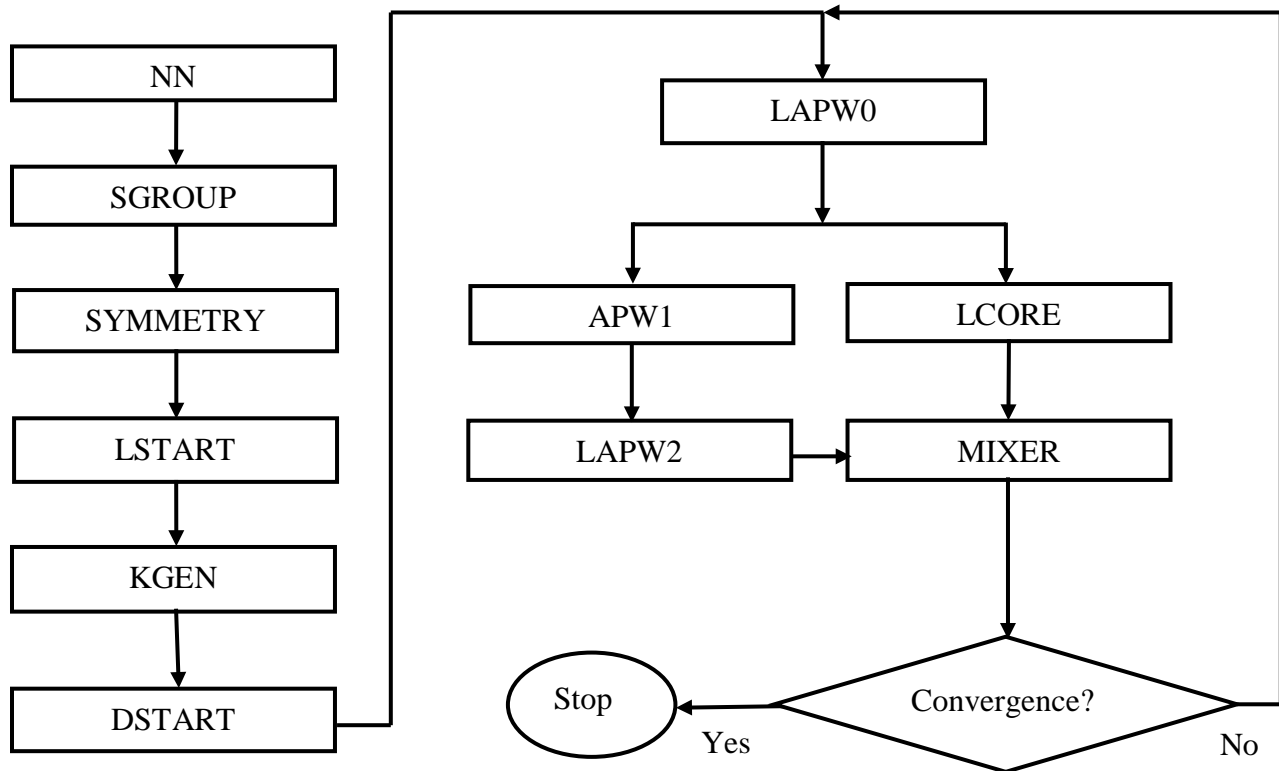 NN
SGROUP
SYMMETRY
LSTART
KGEN
DSTART
LAPW0
APW1
LCORE
LAPW2
MIXER
Convergence?
Stop
Yes
No